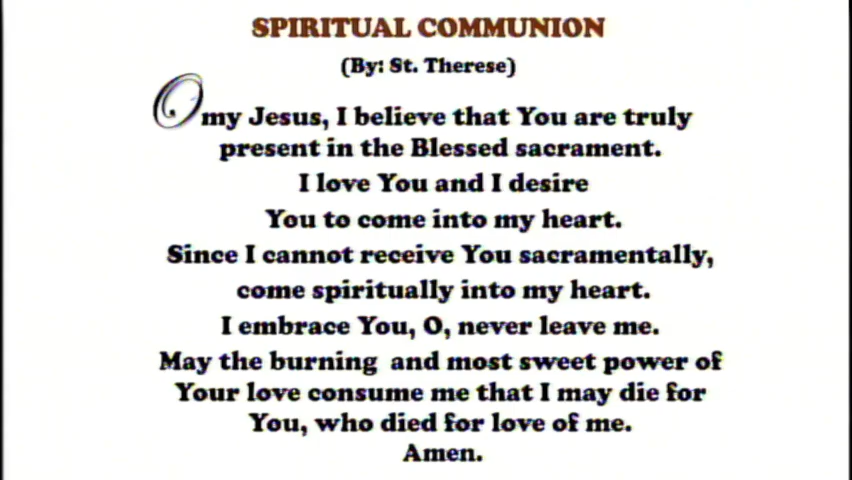 SPIRITUAL COMMUNION
(By: St. Therese)
O my Jesus, I believe that You are truly
present in the Blessed sacrament.
I love You and I desire
You to come into my heart.
Since I cannot receive You sacramentally,
come spiritually into my heart.
I embrace You, O, never leave me.
May the burning and most sweet power of
Your love consume me that I may die for
You, who died for love of me.
Amen.